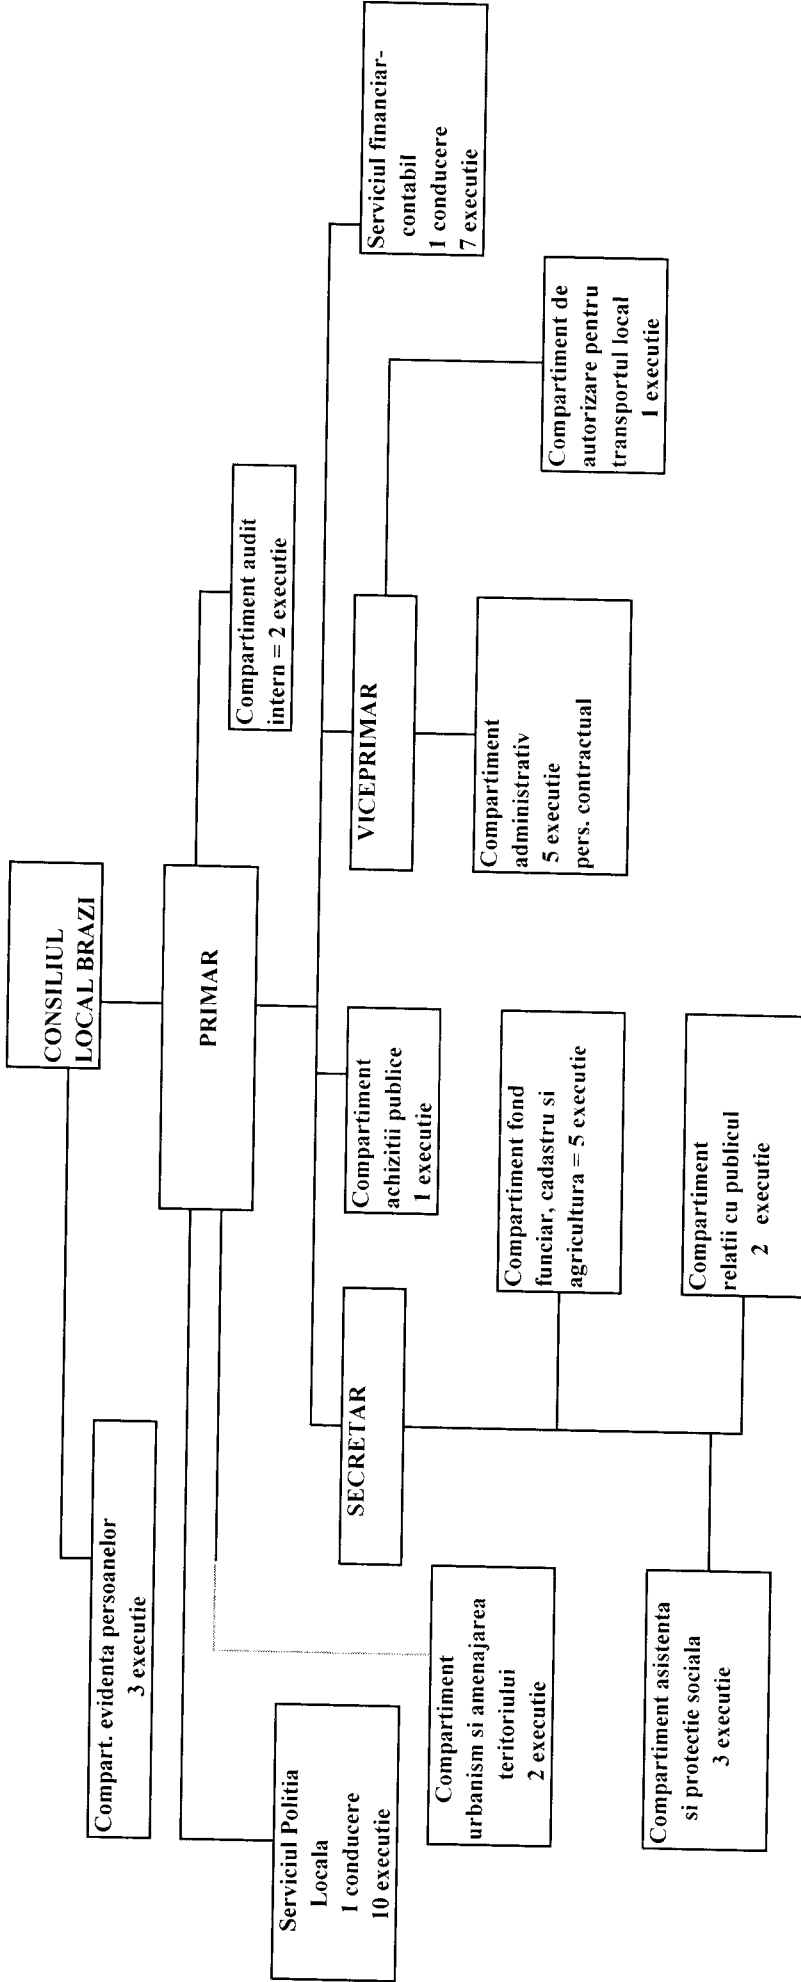 CONSILIUL
LOCAL BRAZI
Compart. evidenta persoanelor
3 executie
PRIMAR
Compartiment audit
intern = 2 executie
Serviciul Politia
Locala
1 conducere
10 executie
Compartiment
urbanism si amenajarea
teritoriului
2 executie
SECRETAR
Compartiment
achizitii publice
1 executie
VICEPRIMAR
Serviciul financiar-
contabil
1 conducere
7 executie
Compartiment fond
funciar, cadastru si
agricultura = 5 executie
Compartiment
administrativ
5 executie
pers. contractual
Compartiment de
autorizare pentru
transportul local
1 executie
Compartiment asistenta
si protectie sociala
3 executie
Compartiment
relatii cu publicul
2 executie